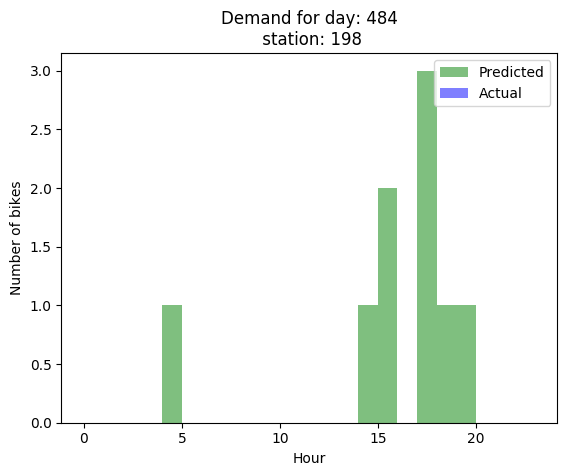 Demand for day: 484
station: 198
Predicted
Actual
3.0
2.5
2.0
1.5
1.0
0.5
0.0
Number of bikes
0 5 10 15 20
Hour